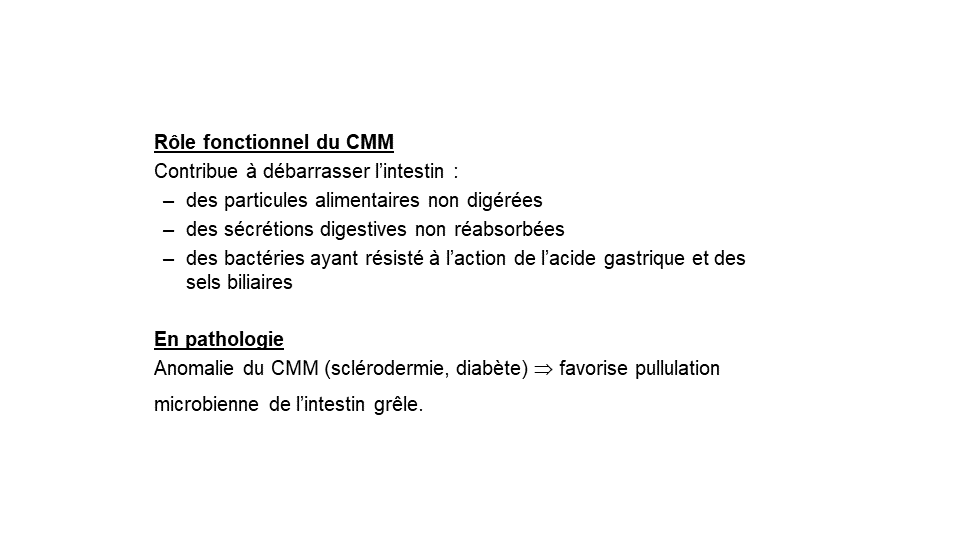 Rôle fonctionnel du CMM
Contribue à débarrasser l’intestin :
– des particules alimentaires non digérées
– des sécrétions digestives non réabsorbées
– des bactéries ayant résisté à l’action de l’acide gastrique et des
sels biliaires
En pathologie
Anomalie du CMM (sclérodermie, diabète) ⇒ favorise pullulation
microbienne de l’intestin grêle.